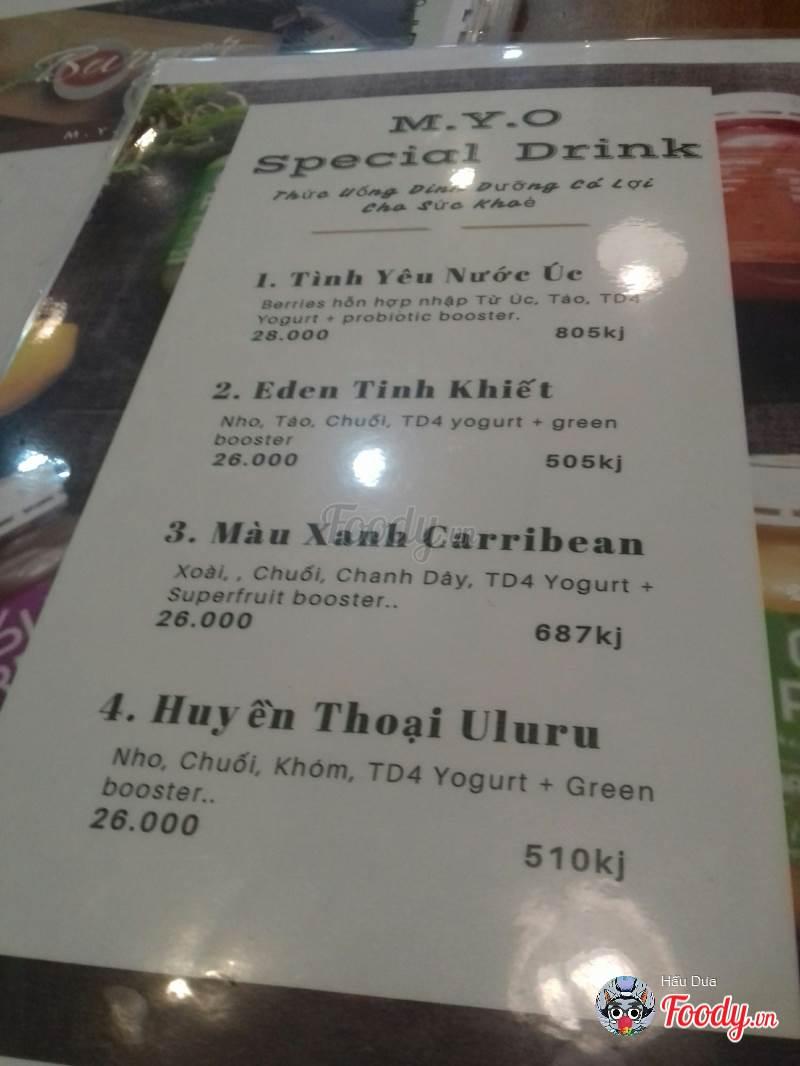 M.Y.O
Special Drink
Thức Uống Dinh Dưỡng Có Lợi
Cho Sức Khoẻ
1. Tình Yêu Nước Úc
Berries hỗn hợp nhập Từ Úc, Táo, TD4
Yogurt + probiotic booster.
28.000 805kj
2. Eden Tinh Khiết
Nho, Táo, Chuối, TD4 yogurt + green
booster
26.000 505kj
3. Màu Xanh Carribean
Xoài, , Chuối, Chanh Dây, TD4 Yogurt +
Superfruit booster..
26.000 687kj
4. Huyền Thoại Uluru
Nho, Chuối, Khóm, TD4 Yogurt + Green
booster..
26.000
510kj
Foody.vn
Hấu Dưa
Foody.vn